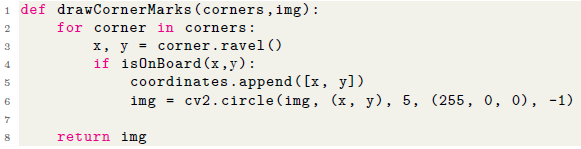 1 def drawCornerMarks(corners,img):
2     for corner in corners:
3         x, y = corner.ravel()
4         if isOnBoard(x,y):
5             coordinates.append([x, y])
6             img = cv2.circle(img, (x, y), 5, (255, 0, 0), -1)
7
8     return img